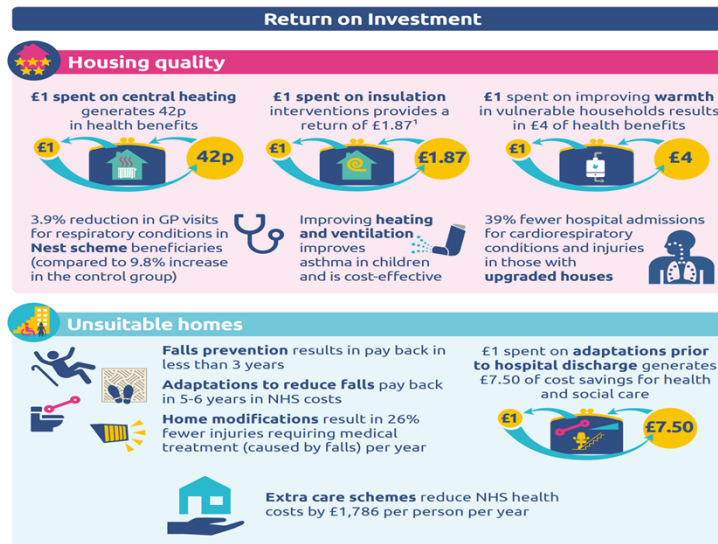 Return on Investment
Housing quality
£1 spent on central heating
generates 42p
in health benefits
£1
42p
£1 spent on insulation
interventions provides a
return of £1.87¹
£1
£1.87
£1 spent on improving warmth
in vulnerable households results
in £4 of health benefits
£1
£4
3.9% reduction in GP visits
for respiratory conditions in
Nest scheme beneficiaries
(compared to 9.8% increase
in the control group)
Improving heating
and ventilation
improves
asthma in children
and is cost-effective
39% fewer hospital admissions
for cardiorespiratory
conditions and injuries
in those with
upgraded houses
Unsuitable homes
Falls prevention results in pay back in
less than 3 years
Adaptations to reduce falls pay back
in 5-6 years in NHS costs
Home modifications result in 26%
fewer injuries requiring medical
treatment (caused by falls) per year
£1 spent on adaptations prior
to hospital discharge generates
£7.50 of cost savings for health
and social care
£1
£7.50
Extra care schemes reduce NHS health
costs by £1,786 per person per year